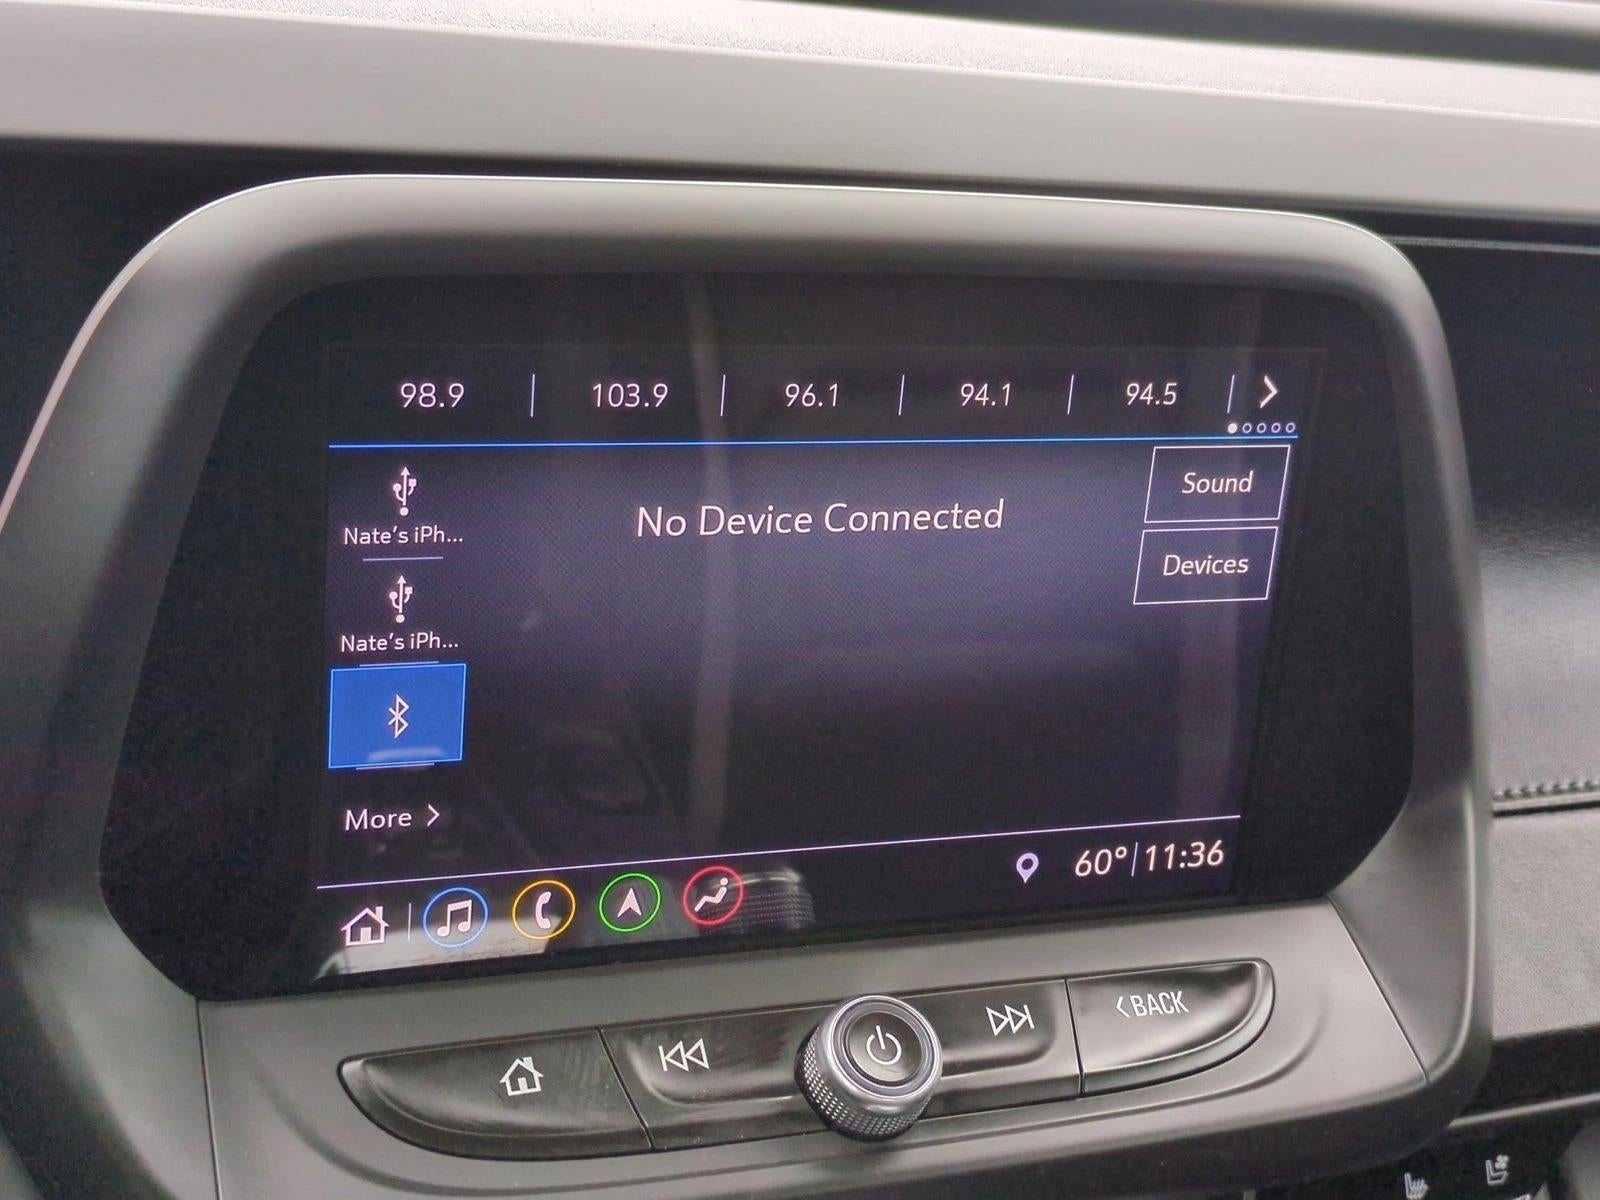 98.9 103.9 96.1 94.1 94.5
Nate's iPh...
No Device Connected
Sound
Devices
Nate's iPh...
More >
60° 11:36
< BACK